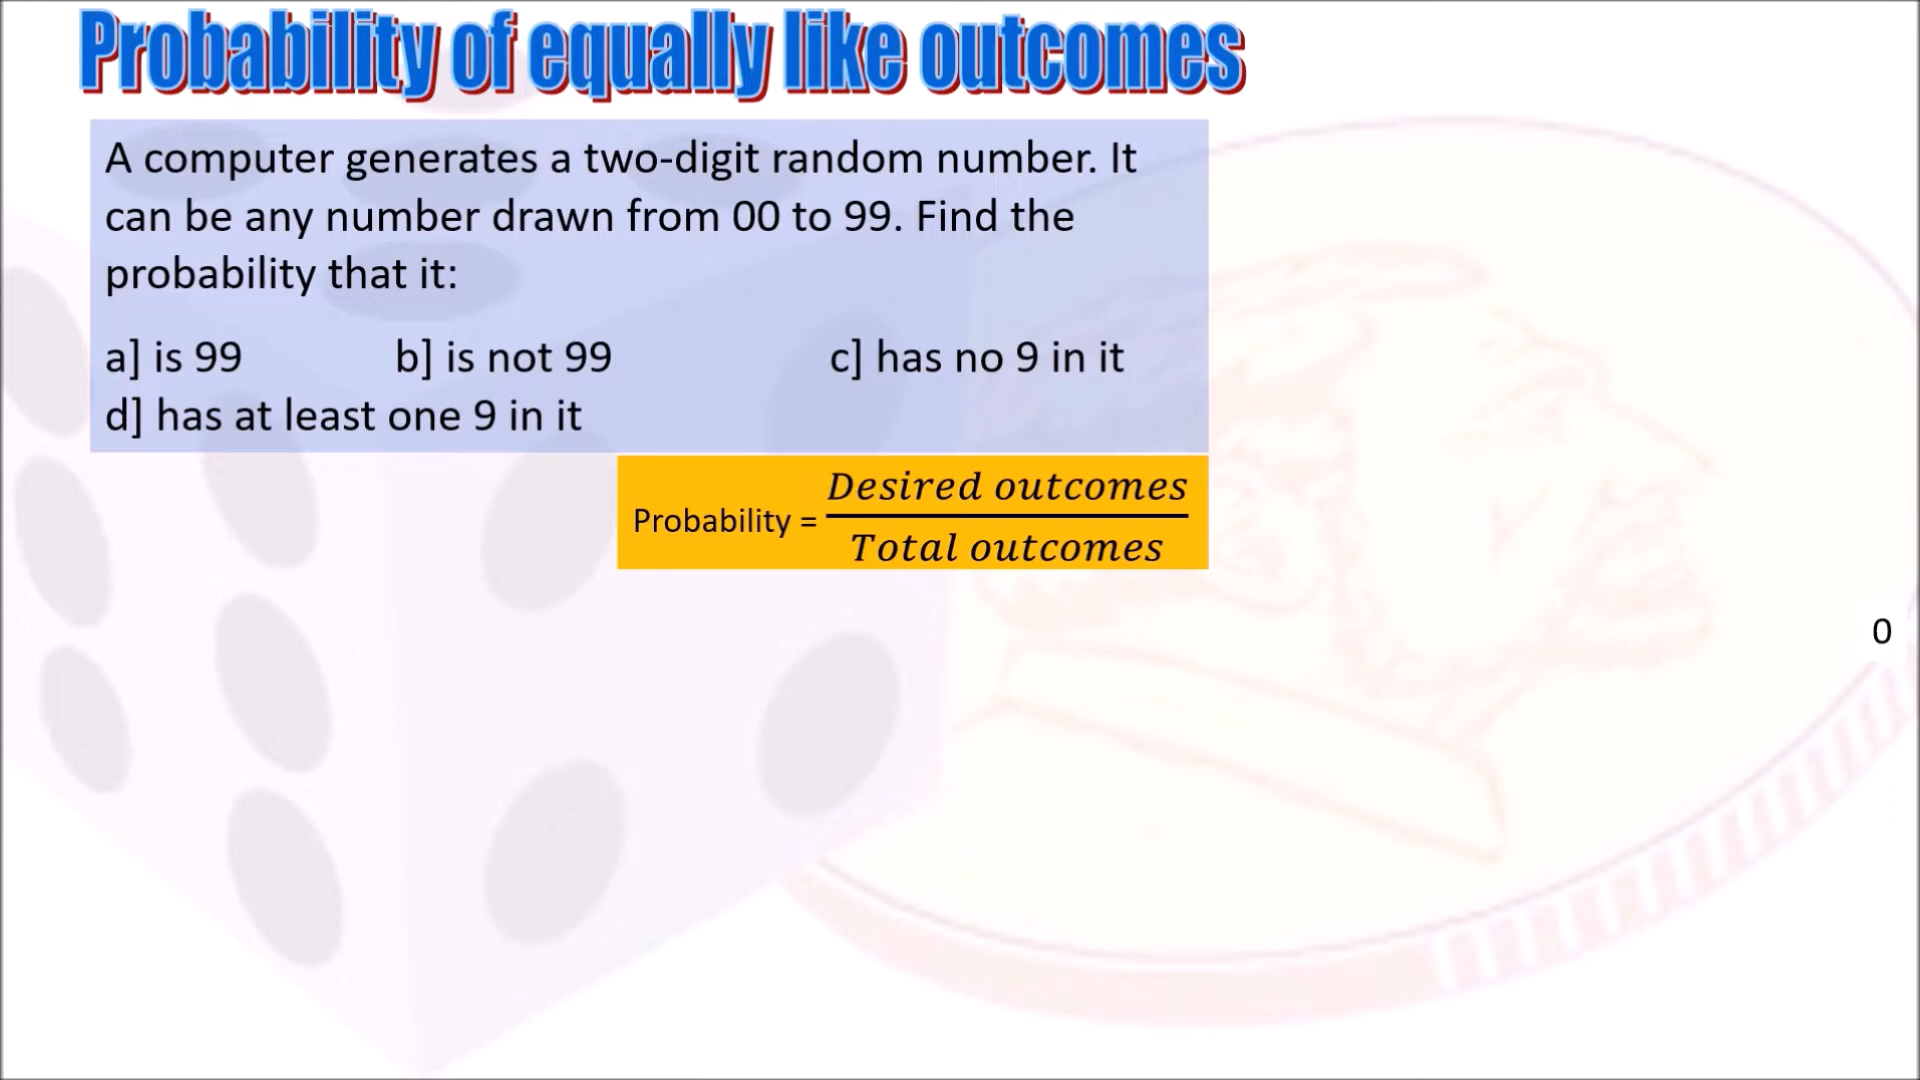 Probability of equally like outcomes
A computer generates a two-digit random number. It
can be any number drawn from 00 to 99. Find the
probability that it:
a] is 99 b] is not 99 c] has no 9 in it
d] has at least one 9 in it
Desired outcomes
Probability =
Total outcomes
0